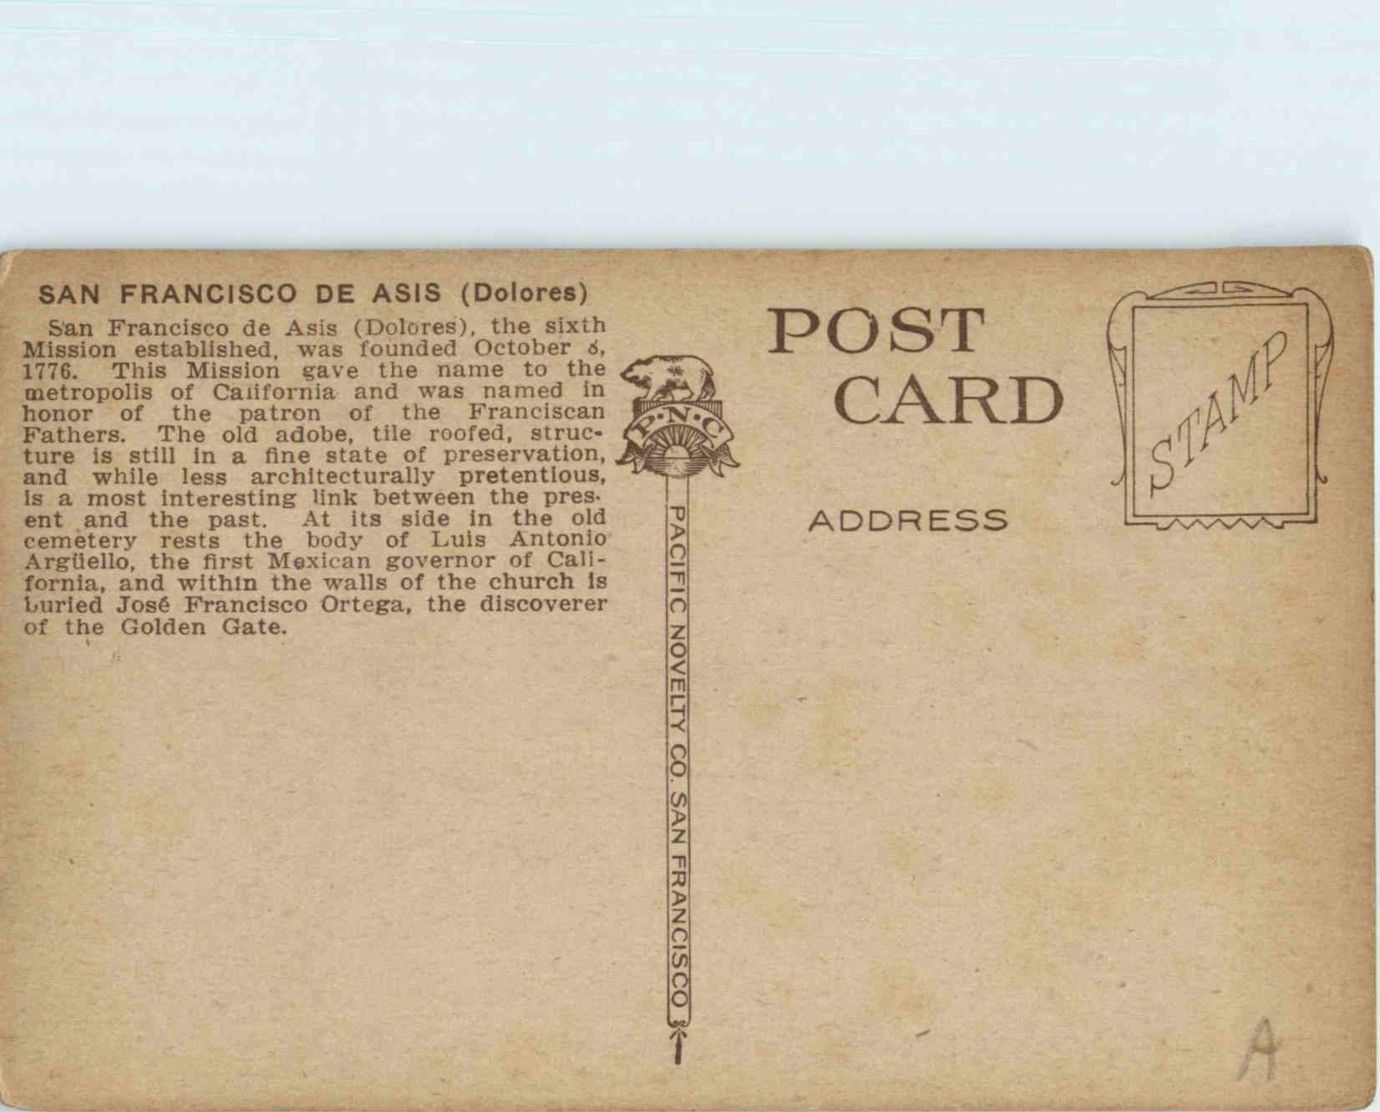 SAN FRANCISCO DE ASIS (Dolores)
San Francisco de Asis (Dolores), the sixth
Mission established, was founded October 8,
1776. This Mission gave the name to the
metropolis of California and was named in
honor of the patron of the Franciscan
Fathers. The old adobe, tile roofed, struc-
ture is still in a fine state of preservation,
and while less architecturally pretentious,
is a most interesting link between the pres-
ent and the past. At its side in the old
cemetery rests the body of Luis Antonio
Argüello, the first Mexican governor of Cali-
fornia, and within the walls of the church is
buried José Francisco Ortega, the discoverer
of the Golden Gate.
P·N·C
PACIFIC NOVELTY CO. SAN FRANCISCO
POST
CARD
ADDRESS
STAMP
A